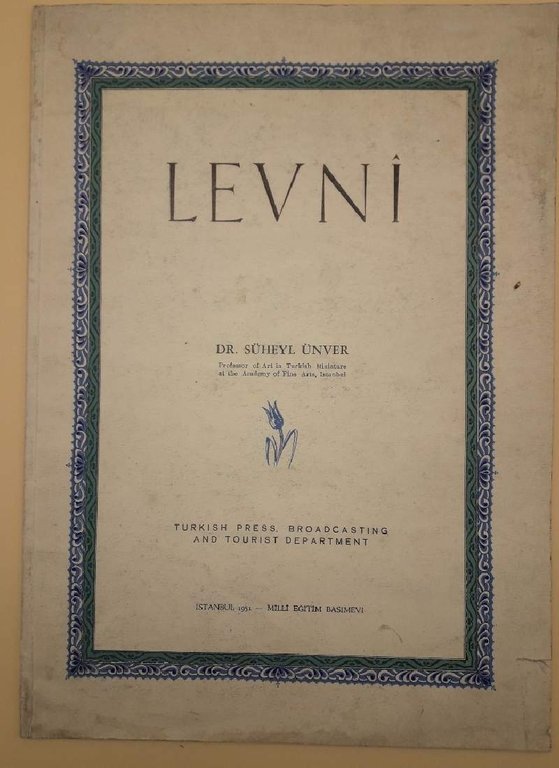 LEVNÎ
DR. SÜHEYL ÜNVER
Professor of Art in Turkish Miniature
at the Academy of Fine Arts, Istanbul
TURKISH PRESS, BROADCASTING
AND TOURIST DEPARTMENT
ISTANBUL 1951 — MİLLÎ EĞİTİM BASIMEVİ